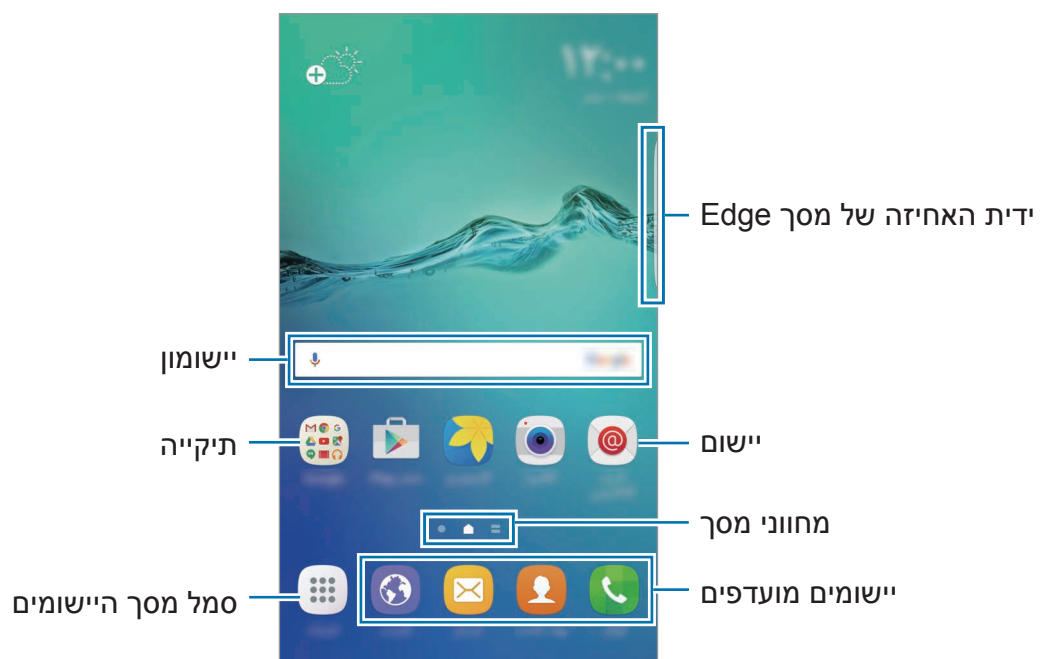 ידית האחיזה של מסך Edge
יישומון
תיקייה
יישום
מחווני מסך
סמל מסך היישומים
יישומים מועדפים